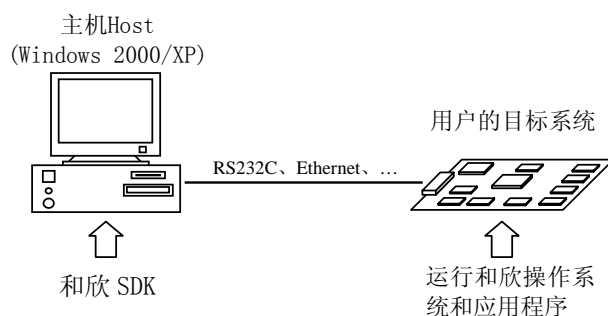 主机Host
(Windows 2000/XP)
用户的目标系统
RS232C、Ethernet、…
和欣 SDK
运行和欣操作系
统和应用程序